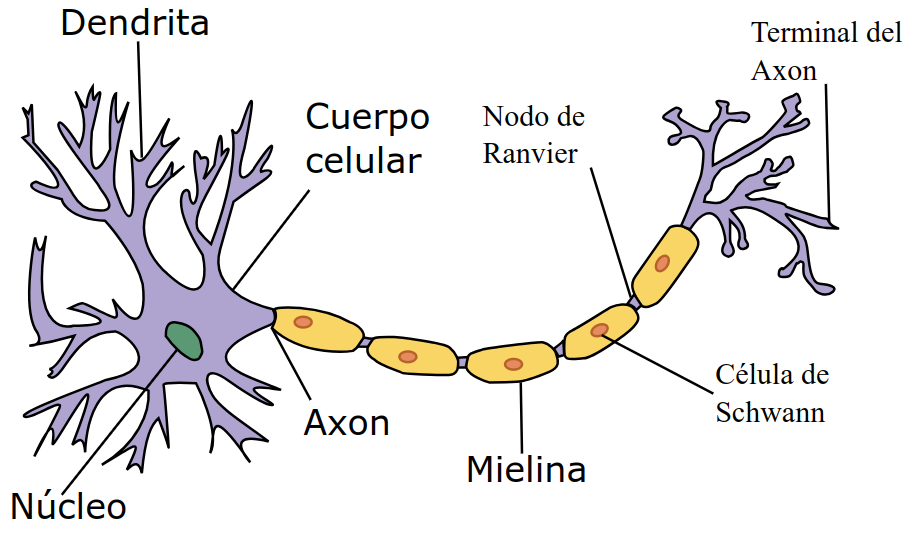 Dendrita
Terminal del
Axon
Cuerpo
celular
Nodo de
Ranvier
Célula de
Schwann
Axon
Mielina
Núcleo